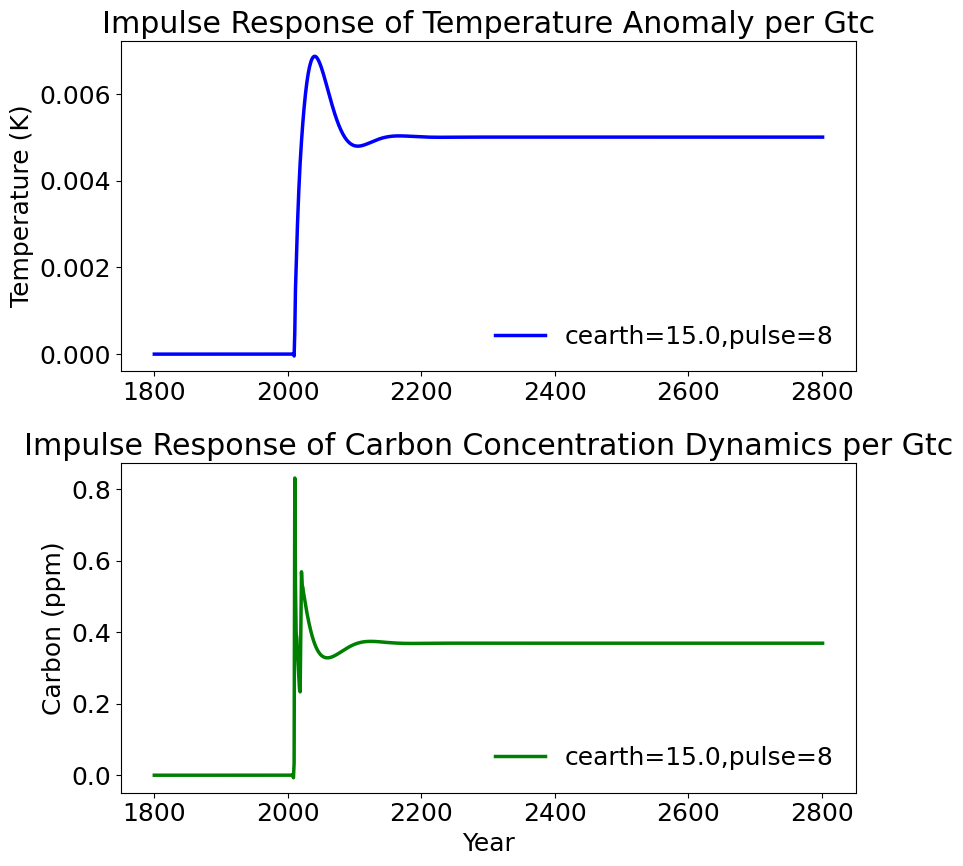 Impulse Response of Temperature Anomaly per Gtc
Temperature (K)
0.006
0.004
0.002
0.000
cearth=15.0,pulse=8
1800 2000 2200 2400 2600 2800
Impulse Response of Carbon Concentration Dynamics per Gtc
Carbon (ppm)
0.8
0.6
0.4
0.2
0.0
cearth=15.0,pulse=8
1800 2000 2200 2400 2600 2800
Year